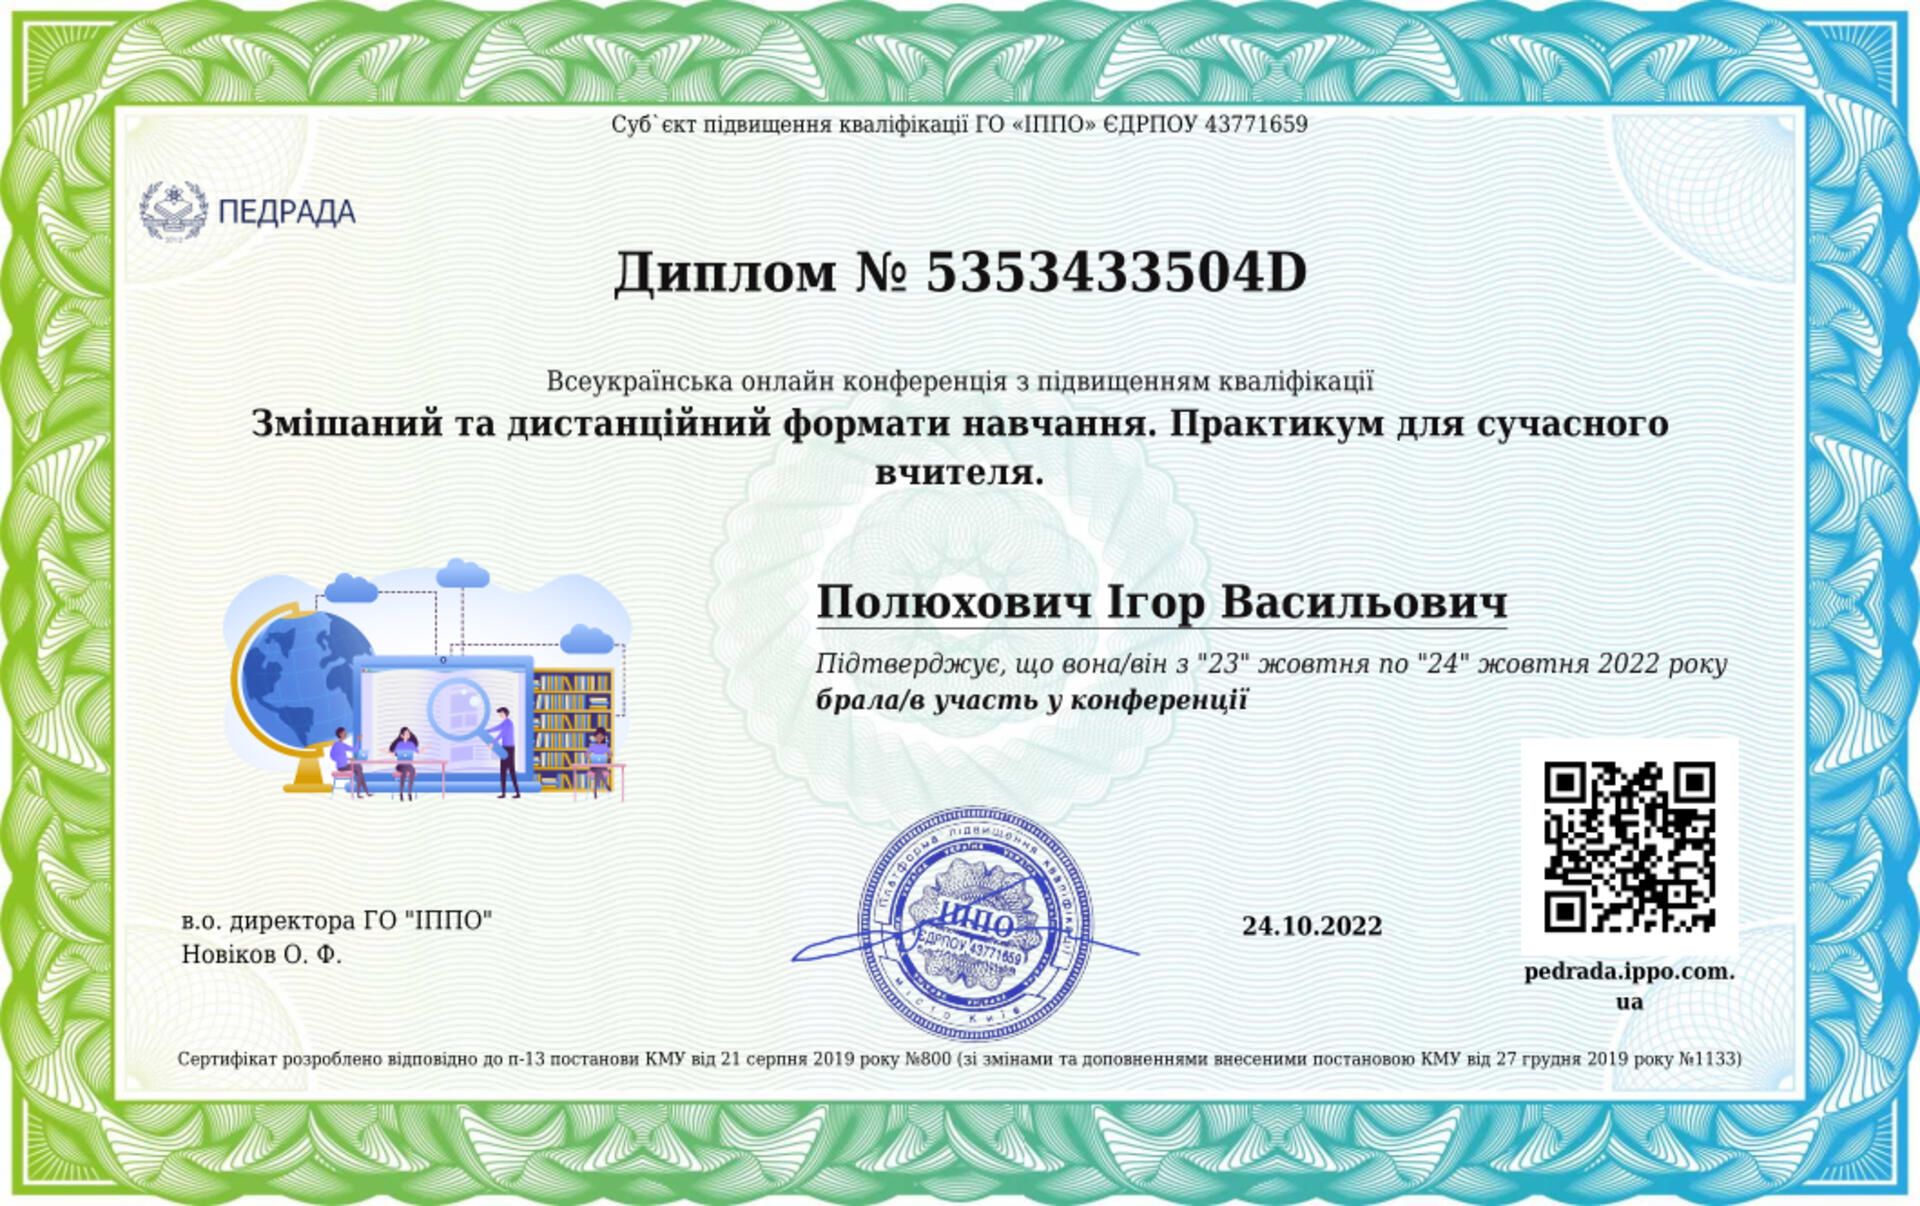 Суб`єкт підвищення кваліфікації ГО «ІППО» ЄДРПОУ 43771659
ПЕДРАДА
Диплом № 5353433504D
Всеукраїнська онлайн конференція з підвищенням кваліфікації
Змішаний та дистанційний формати навчання. Практикум для сучасного
вчителя.
Полюхович Ігор Васильович
Підтверджує, що вона/він з "23" жовтня по "24" жовтня 2022 року
брала/в участь у конференції
Платформа підвищення кваліфікації
УКРАЇНА УКРАЇНА
ІППО
ЄДРПОУ 43771659
місто Київ
в.о. директора ГО "ІППО"
Новіков О. Ф.
24.10.2022
pedrada.ippo.com.
ua
Сертифікат розроблено відповідно до п-13 постанови КМУ від 21 серпня 2019 року №800 (зі змінами та доповненнями внесеними постановою КМУ від 27 грудня 2019 року №1133)